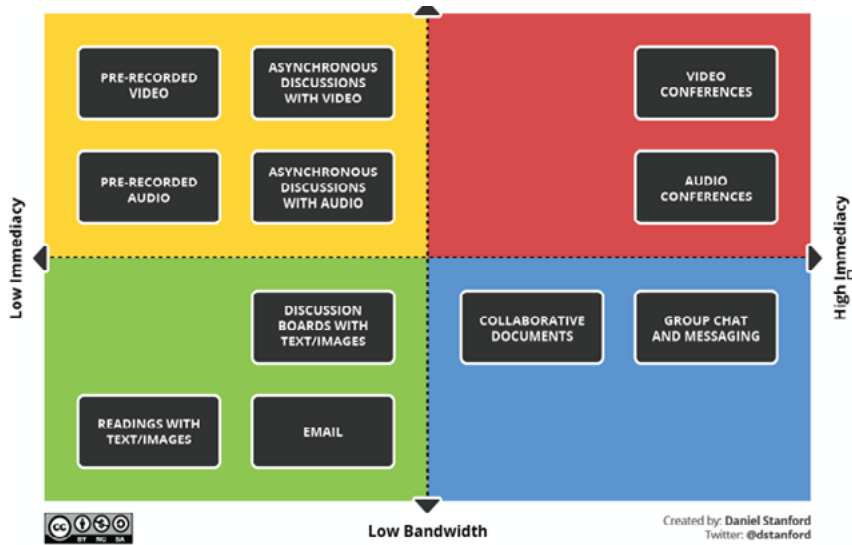 PRE-RECORDED
VIDEO
ASYNCHRONOUS
DISCUSSIONS
WITH VIDEO
VIDEO
CONFERENCES
PRE-RECORDED
AUDIO
ASYNCHRONOUS
DISCUSSIONS
WITH AUDIO
AUDIO
CONFERENCES
Low Immediacy
High Immediacy
DISCUSSION
BOARDS WITH
TEXT/IMAGES
COLLABORATIVE
DOCUMENTS
GROUP CHAT
AND MESSAGING
READINGS WITH
TEXT/IMAGES
EMAIL
cc
BY NC SA
Low Bandwidth
Created by: Daniel Stanford
Twitter: @dstanford